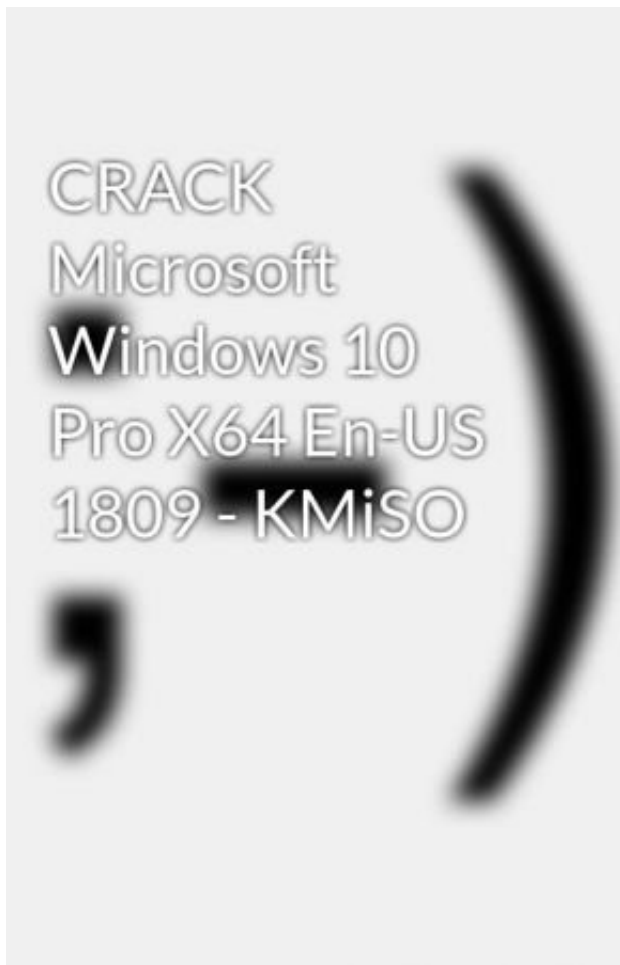 CRACK
Microsoft
Windows 10
Pro X64 En-US
1809 - KMiSO
;-)